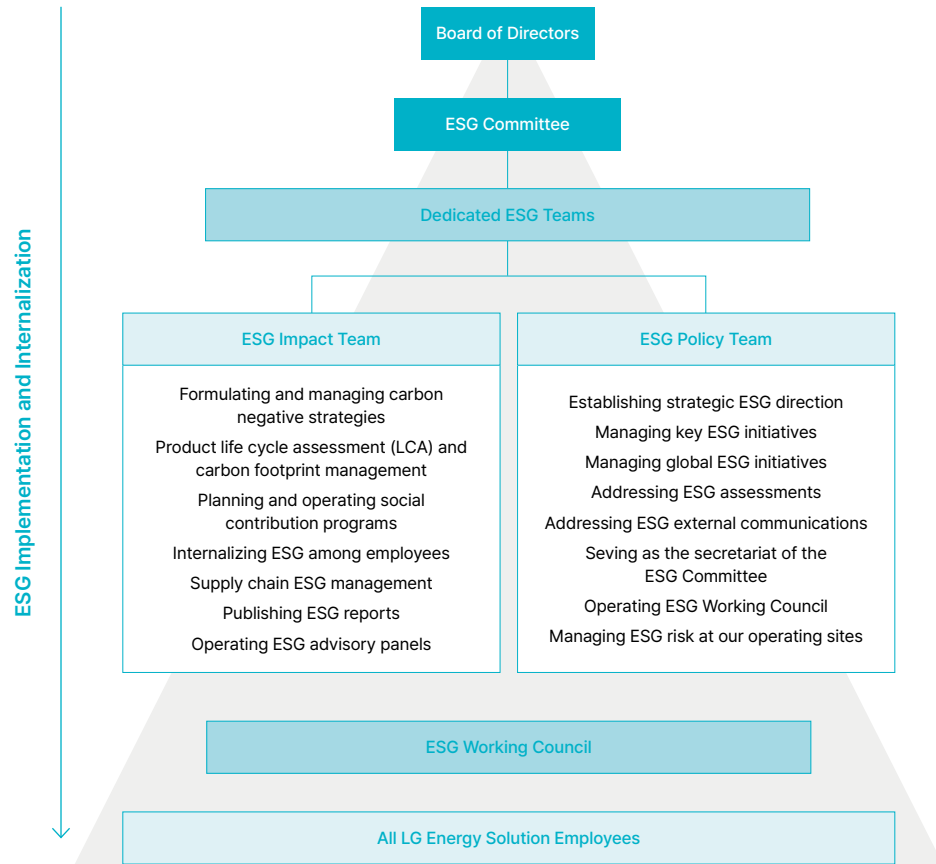 ESG Implementation and Internalization
Board of Directors
ESG Committee
Dedicated ESG Teams
ESG Impact Team
Formulating and managing carbon
negative strategies
Product life cycle assessment (LCA) and
carbon footprint management
Planning and operating social
contribution programs
Internalizing ESG among employees
Supply chain ESG management
Publishing ESG reports
Operating ESG advisory panels
ESG Policy Team
Establishing strategic ESG direction
Managing key ESG initiatives
Managing global ESG initiatives
Addressing ESG assessments
Addressing ESG external communications
Seving as the secretariat of the
ESG Committee
Operating ESG Working Council
Managing ESG risk at our operating sites
ESG Working Council
All LG Energy Solution Employees